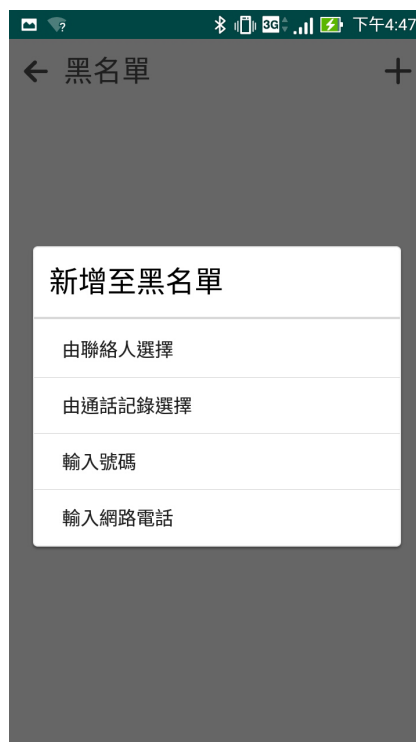 3G
下午4:47
黑名單
新增至黑名單
由聯絡人選擇
由通話記錄選擇
輸入號碼
輸入網路電話